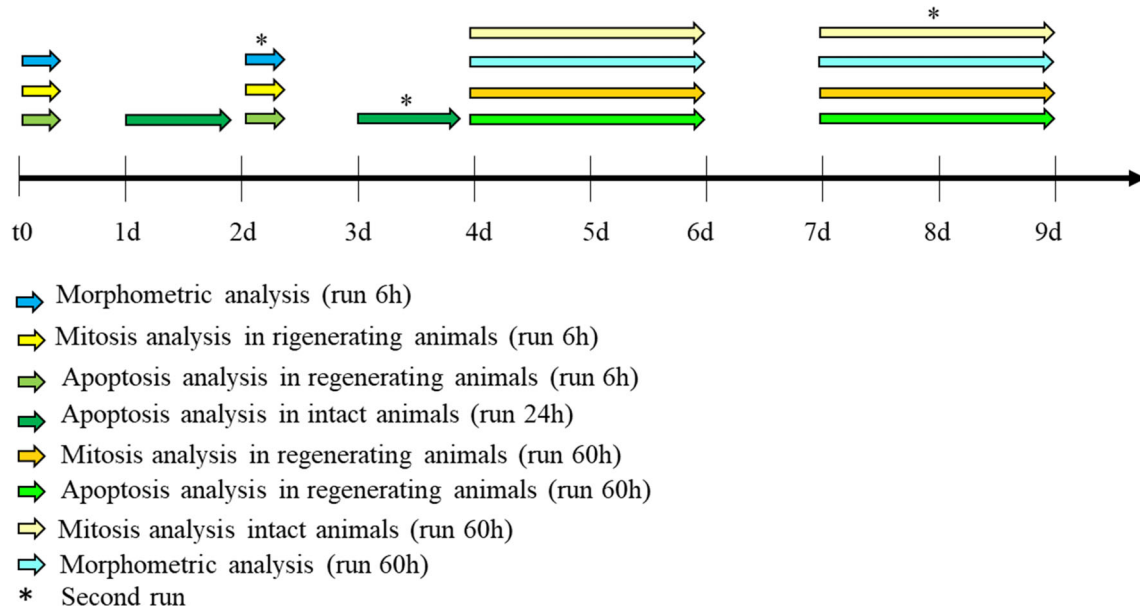 *
*
*
t0 1d 2d 3d 4d 5d 6d 7d 8d 9d
Morphometric analysis (run 6h)
Mitosis analysis in rigenerating animals (run 6h)
Apoptosis analysis in regenerating animals (run 6h)
Apoptosis analysis in intact animals (run 24h)
Mitosis analysis in regenerating animals (run 60h)
Apoptosis analysis in regenerating animals (run 60h)
Mitosis analysis intact animals (run 60h)
Morphometric analysis (run 60h)
* Second run